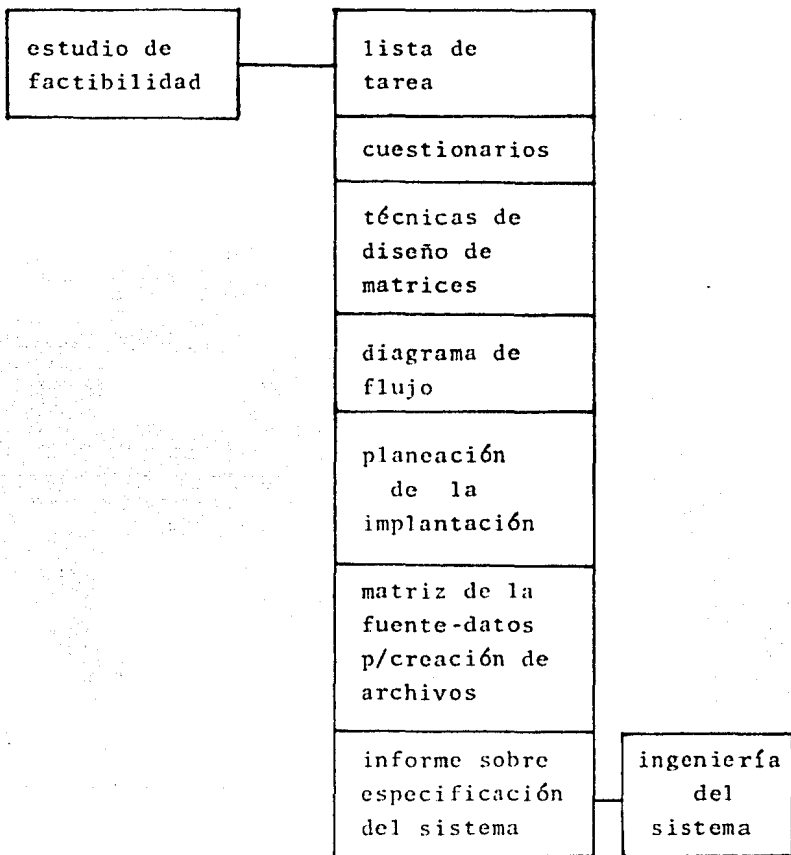 estudio de
factibilidad
lista de
tarea
cuestionarios
técnicas de
diseño de
matrices
diagrama de
flujo
planeación
de la
implantación
matriz de la
fuente-datos
p/creación de
archivos
informe sobre
especificación
del sistema
ingeniería
del
sistema